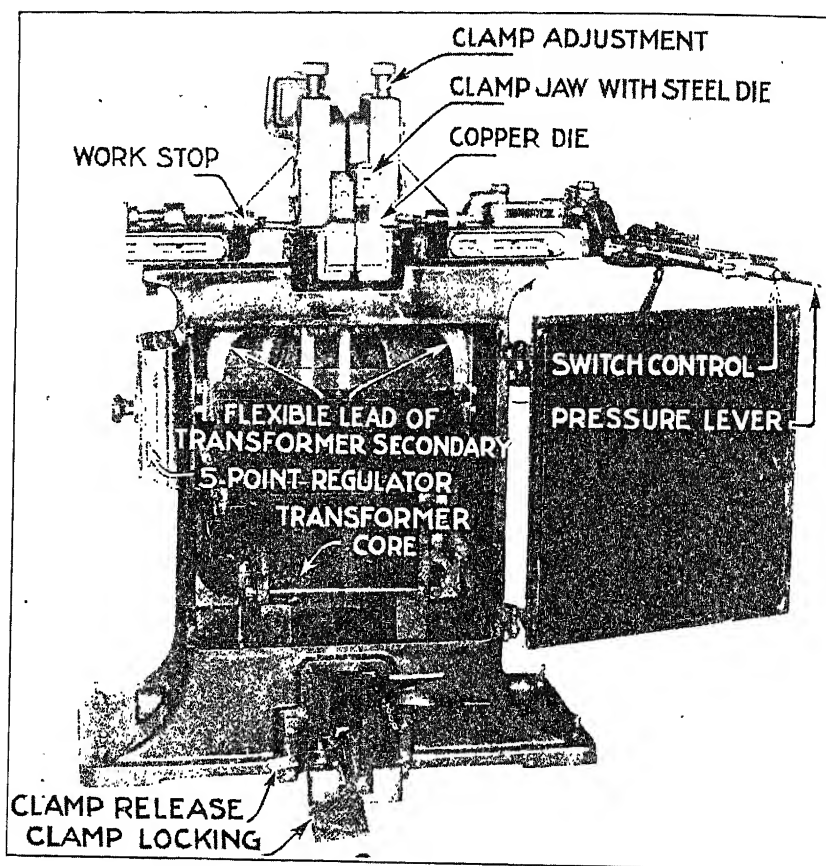 CLAMP ADJUSTMENT
CLAMP JAW WITH STEEL DIE
COPPER DIE
WORK STOP
SWITCH CONTROL
PRESSURE LEVER
FLEXIBLE LEAD OF
TRANSFORMER SECONDARY
5-POINT REGULATOR
TRANSFORMER
CORE
CLAMP RELEASE
CLAMP LOCKING